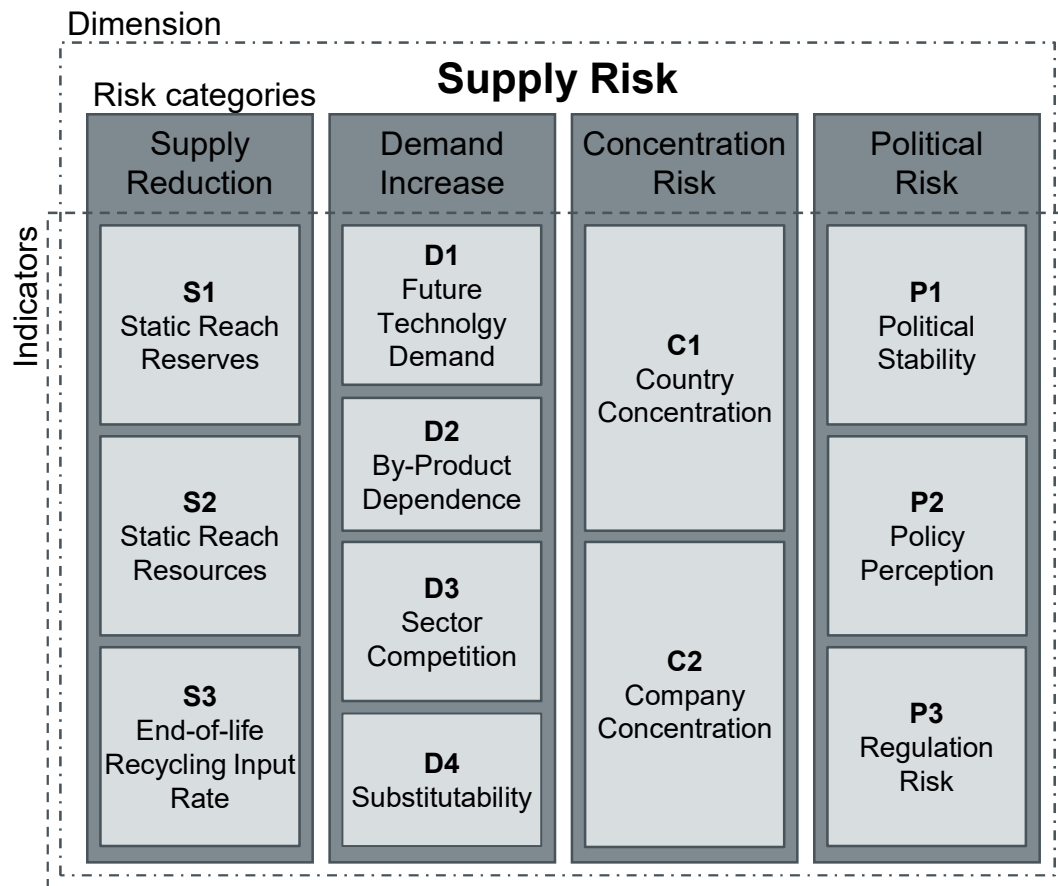 Dimension
Supply Risk
Risk categories
Supply
Reduction
Demand
Increase
Concentration
Risk
Political
Risk
Indicators
S1
Static Reach
Reserves
S2
Static Reach
Resources
S3
End-of-life
Recycling Input
Rate
D1
Future
Technolgy
Demand
D2
By-Product
Dependence
D3
Sector
Competition
D4
Substitutability
C1
Country
Concentration
C2
Company
Concentration
P1
Political
Stability
P2
Policy
Perception
P3
Regulation
Risk